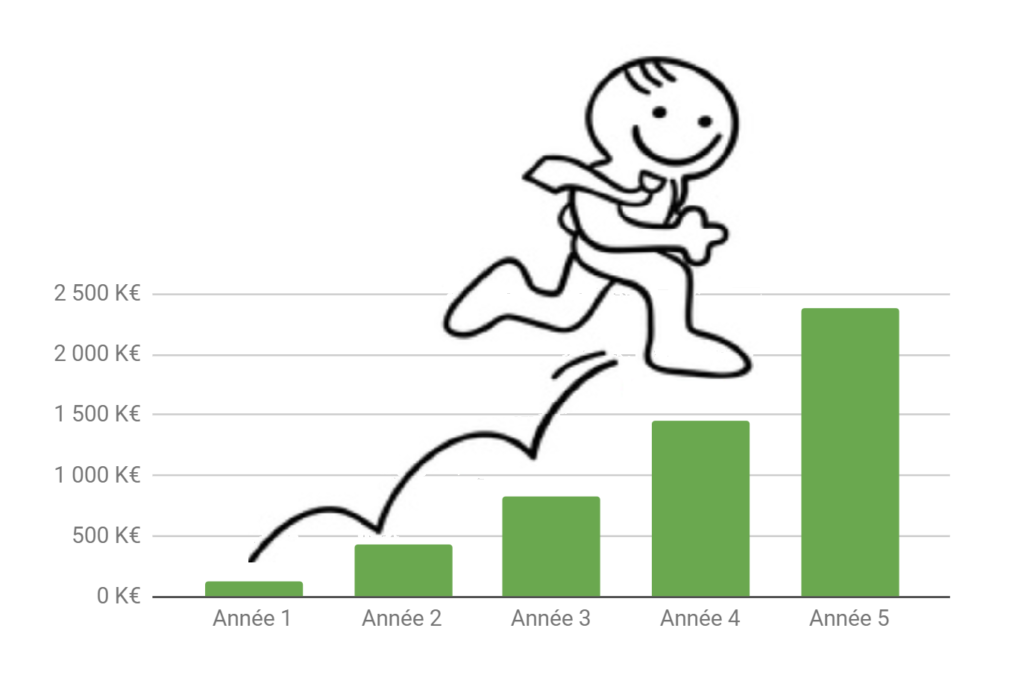 2 500 K€
2 000 K€
1 500 K€
1 000 K€
500 K€
0 K€
Année 1 Année 2 Année 3 Année 4 Année 5